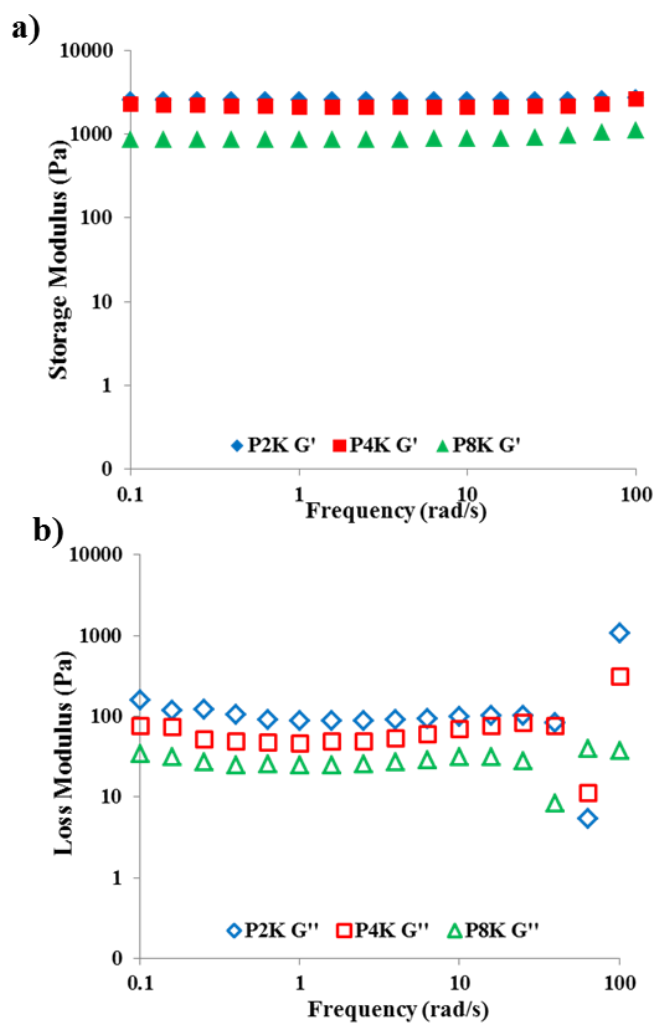 a)
10000
1000
100
10
1
0
Storage Modulus (Pa)
P2K G' P4K G' P8K G'
0.1 1 10 100
Frequency (rad/s)
b)
10000
1000
100
10
1
0
Loss Modulus (Pa)
P2K G'' P4K G'' P8K G''
0.1 1 10 100
Frequency (rad/s)